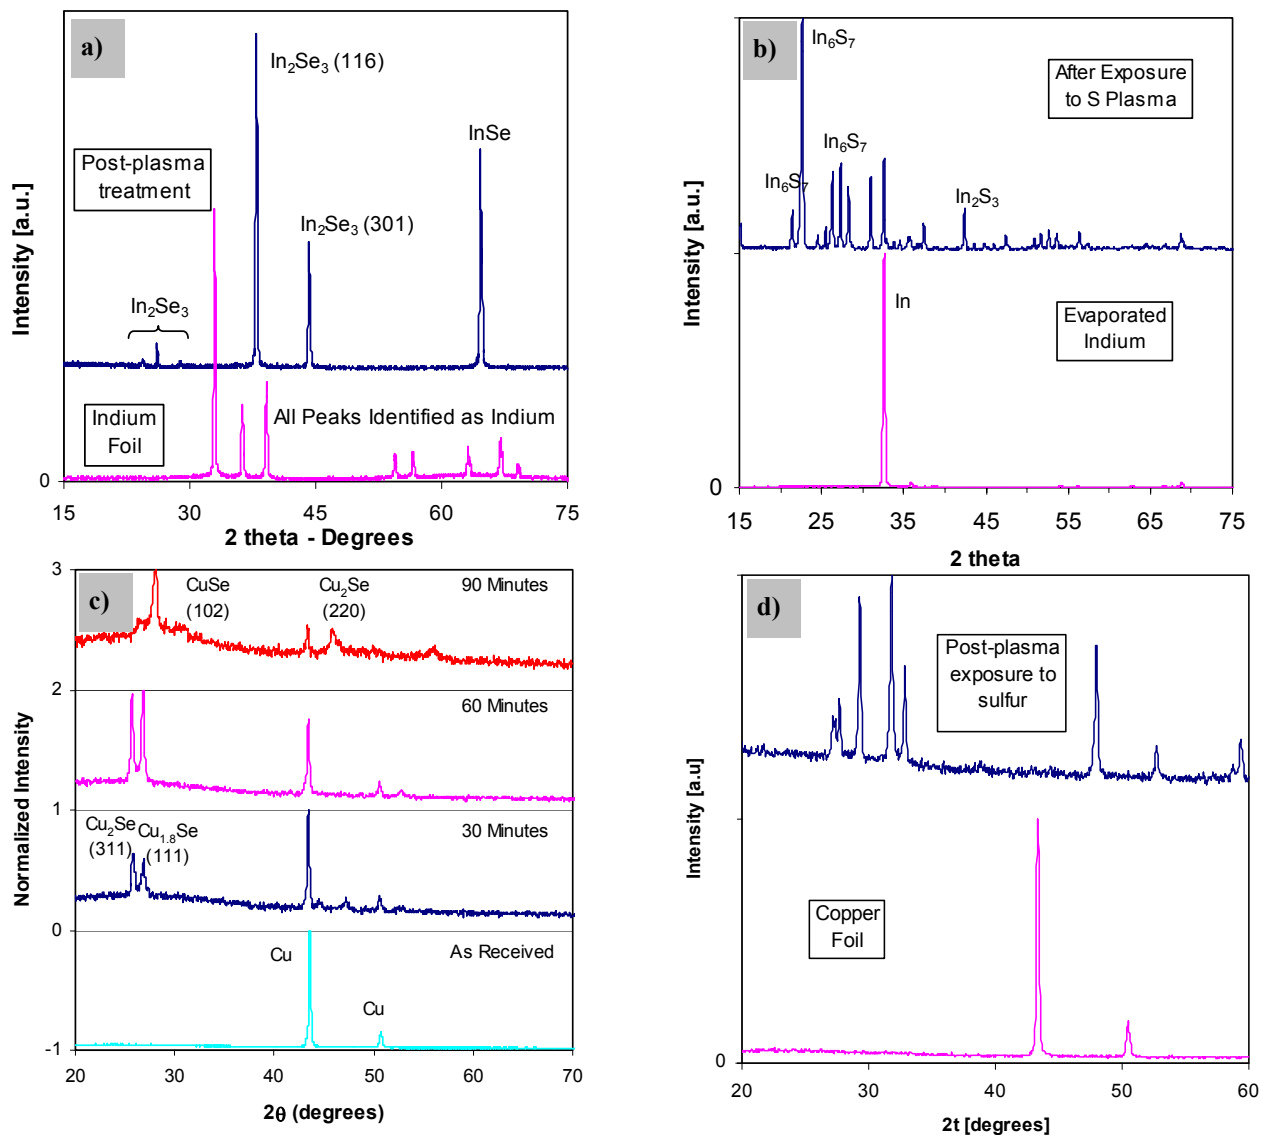 a)
In₂Se₃ (116)
InSe
Post-plasma
treatment
In₂Se₃ (301)
In₂Se₃
Indium
Foil
All Peaks Identified as Indium
Intensity [a.u.]
0
15 30 45 60 75
2 theta - Degrees
b)
In₆S₇
After Exposure
to S Plasma
In₆S₇
In₆S₇
In₂S₃
In
Evaporated
Indium
Intensity [a.u.]
0
15 25 35 45 55 65 75
2 theta
c)
3
CuSe
(102)
Cu₂Se
(220)
90 Minutes
2
60 Minutes
1
Cu₂Se
(311)
Cu₁.₈Se
(111)
30 Minutes
0
Cu
Cu
As Received
-1
Normalized Intensity
20 30 40 50 60 70
2θ (degrees)
d)
Post-plasma
exposure to
sulfur
Copper
Foil
Intensity [a.u]
0
20 30 40 50 60
2t [degrees]